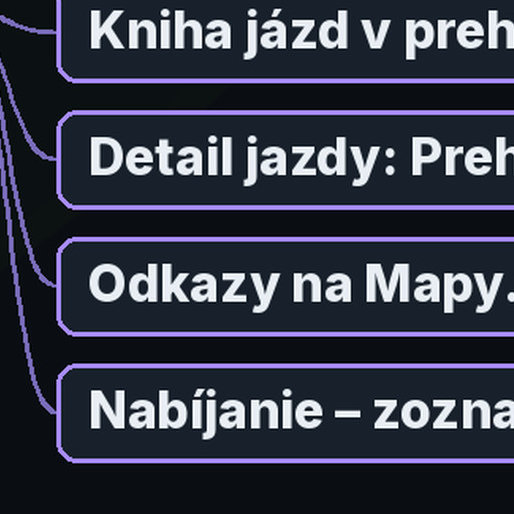 Kniha jázd v preh
Detail jazdy: Preh
Odkazy na Mapy.
Nabíjanie – zozna